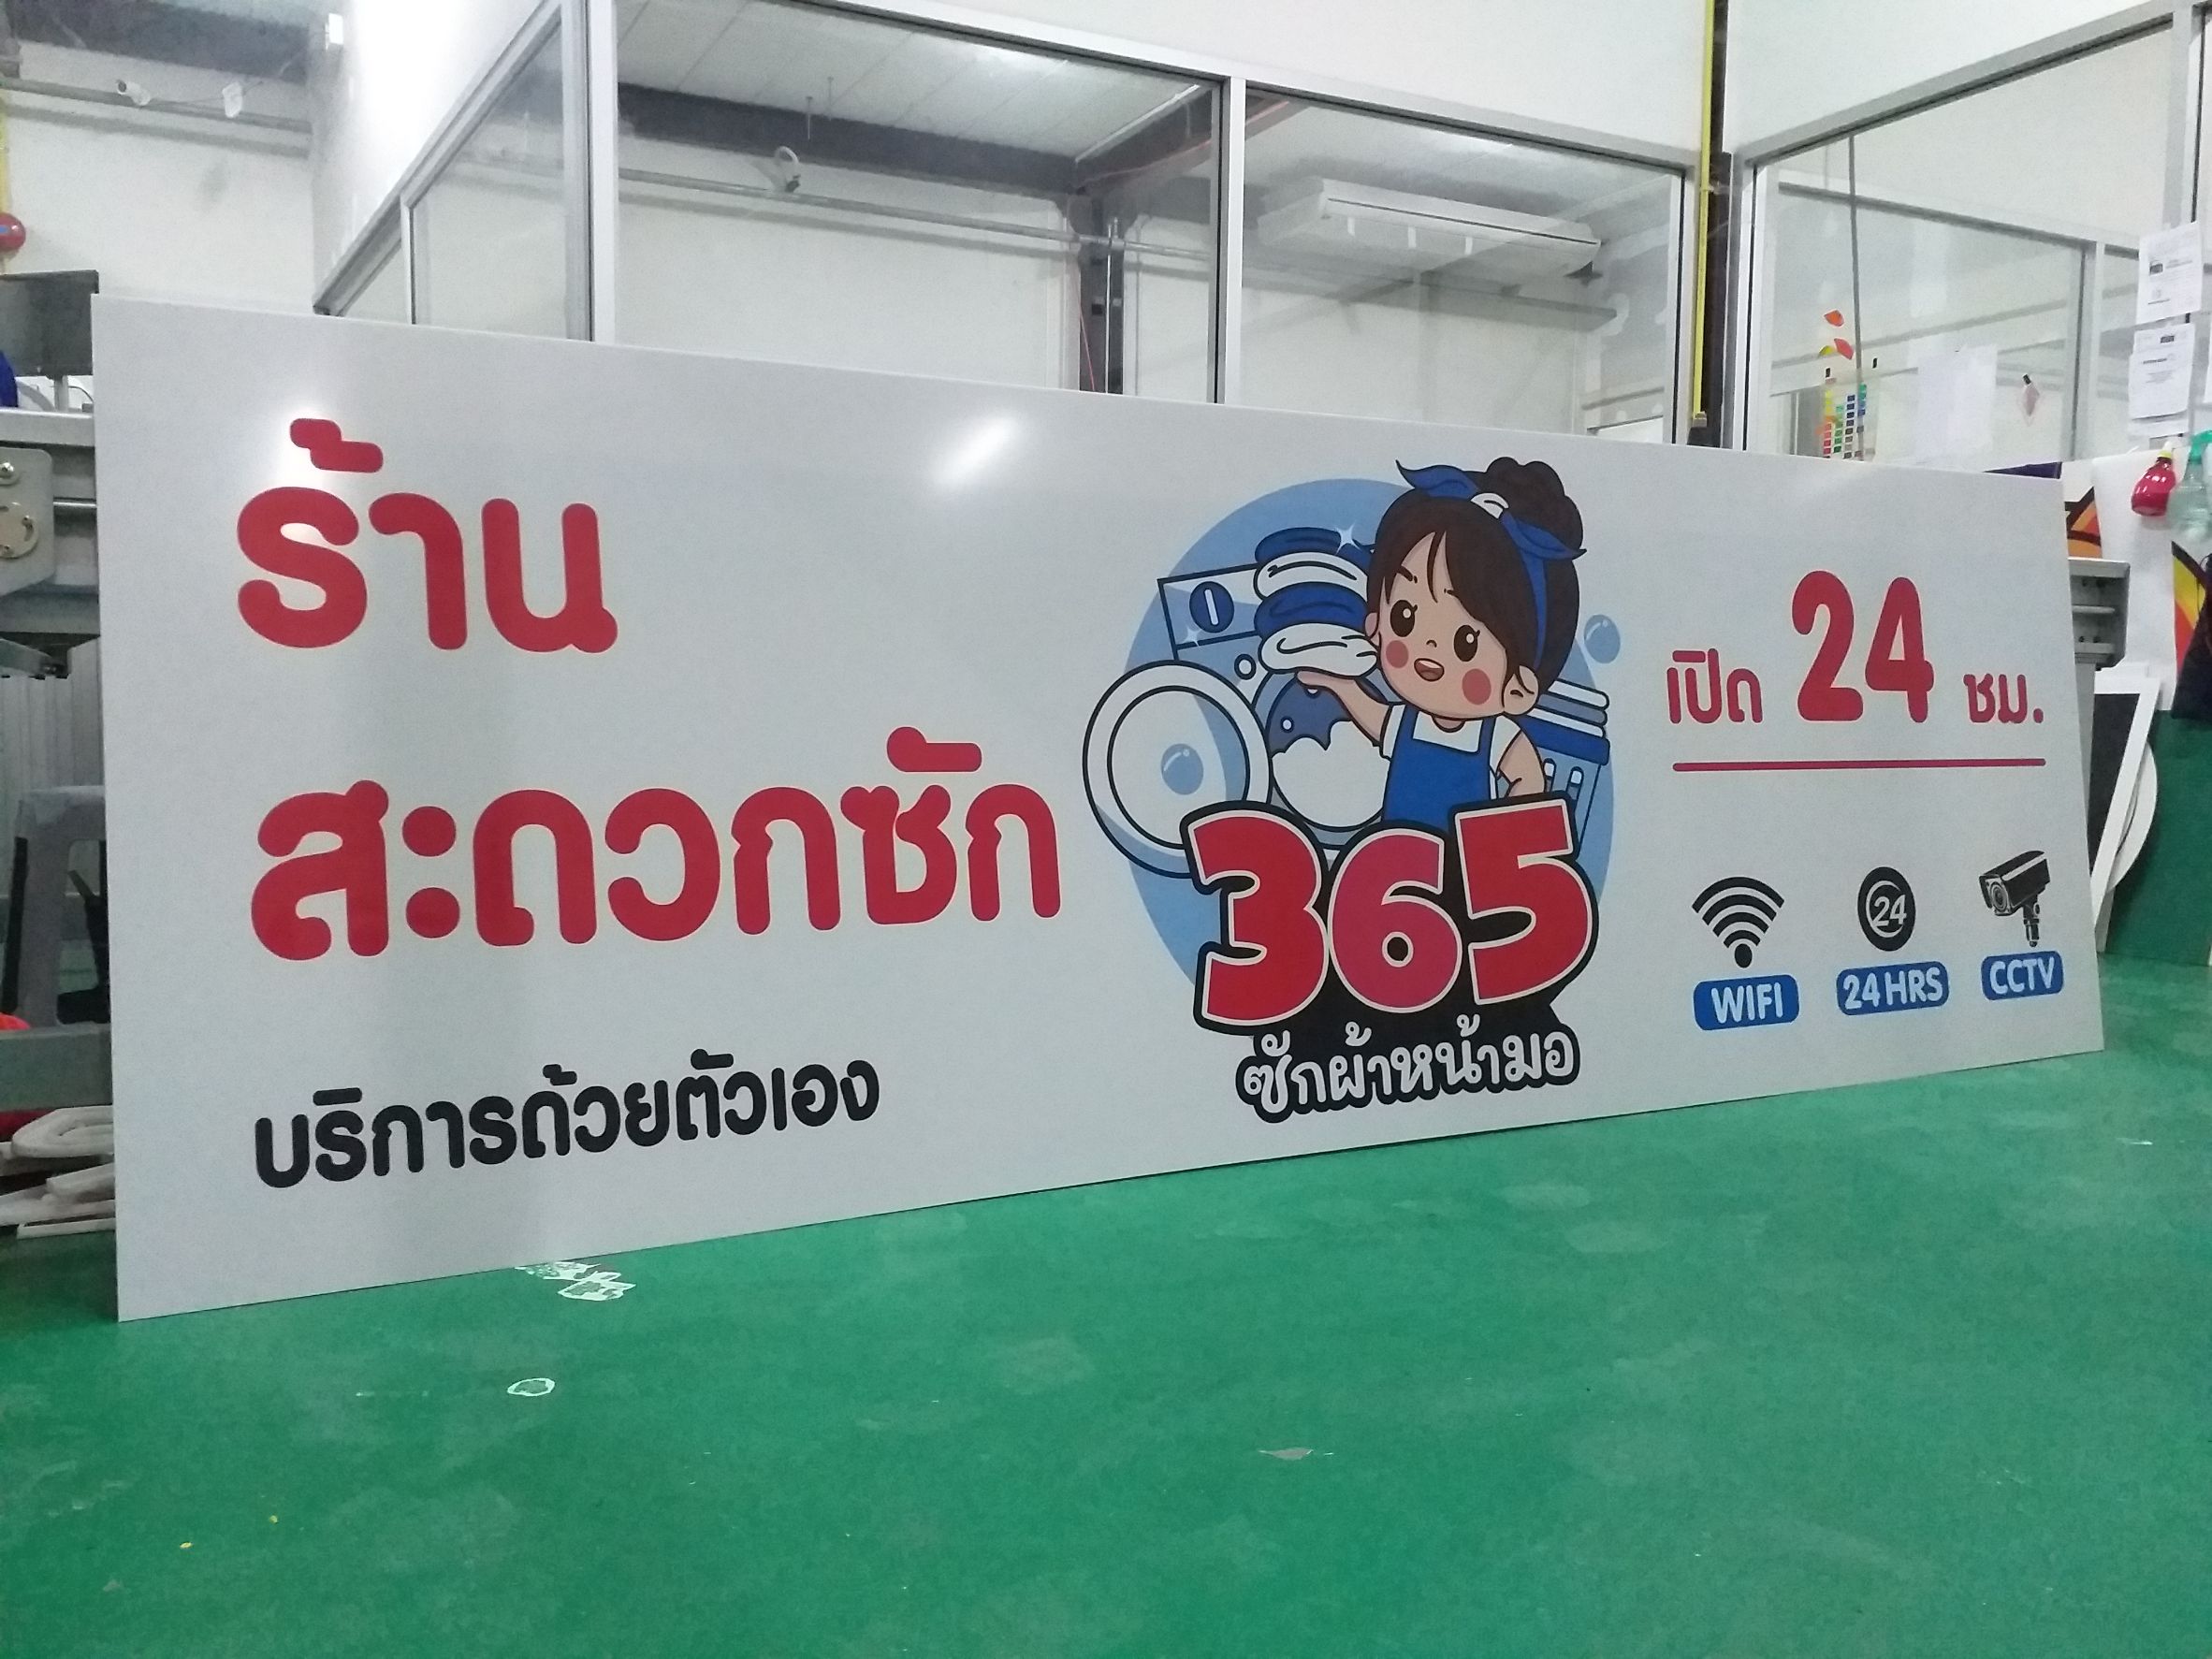 ร้าน
สะดวกซัก
บริการด้วยตัวเอง
365
ซักผ้าหน้ามอ
เปิด 24 ชม.
24
WIFI
24 HRS
CCTV